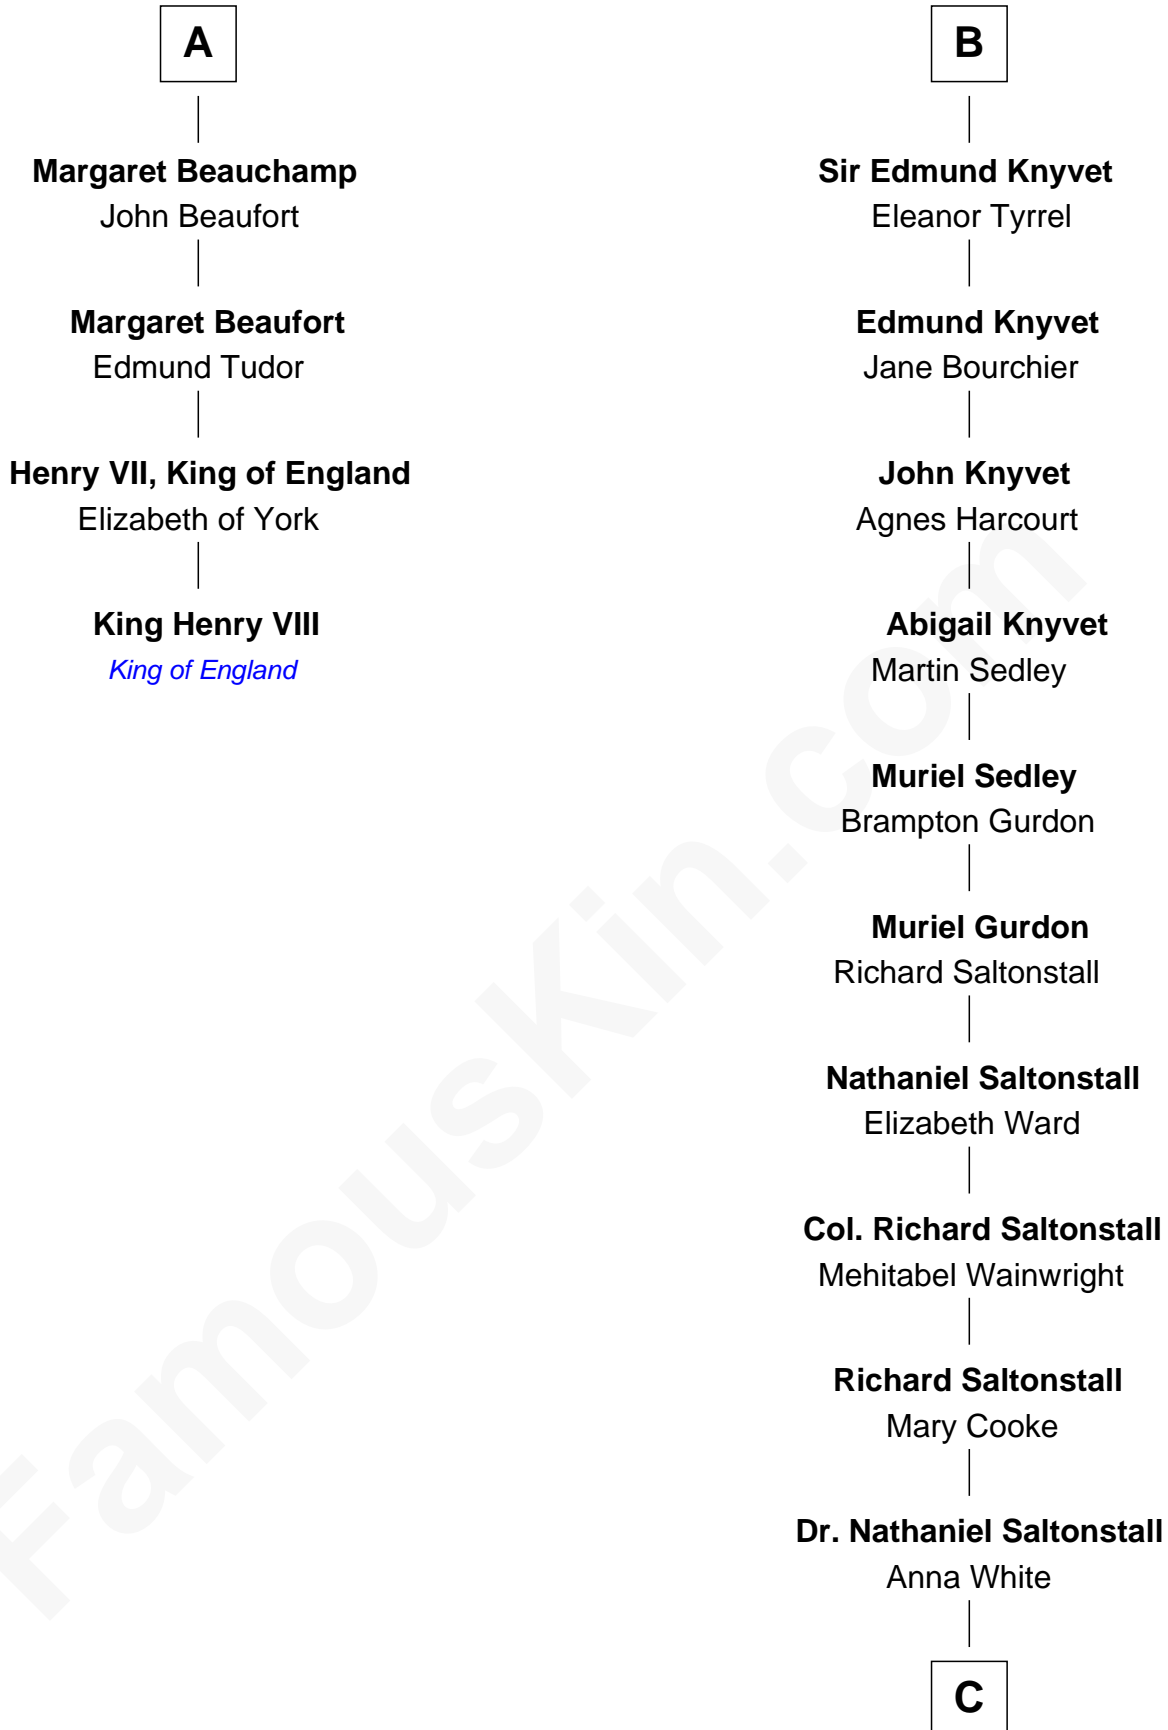 A
Margaret Beauchamp
John Beaufort
Margaret Beaufort
Edmund Tudor
Henry VII, King of England
Elizabeth of York
King Henry VIII
King of England
B
Sir Edmund Knyvet
Eleanor Tyrrel
Edmund Knyvet
Jane Bourchier
John Knyvet
Agnes Harcourt
Abigail Knyvet
Martin Sedley
Muriel Sedley
Brampton Gurdon
Muriel Gurdon
Richard Saltonstall
Nathaniel Saltonstall
Elizabeth Ward
Col. Richard Saltonstall
Mehitabel Wainwright
Richard Saltonstall
Mary Cooke
Dr. Nathaniel Saltonstall
Anna White
C
FamousKin.com